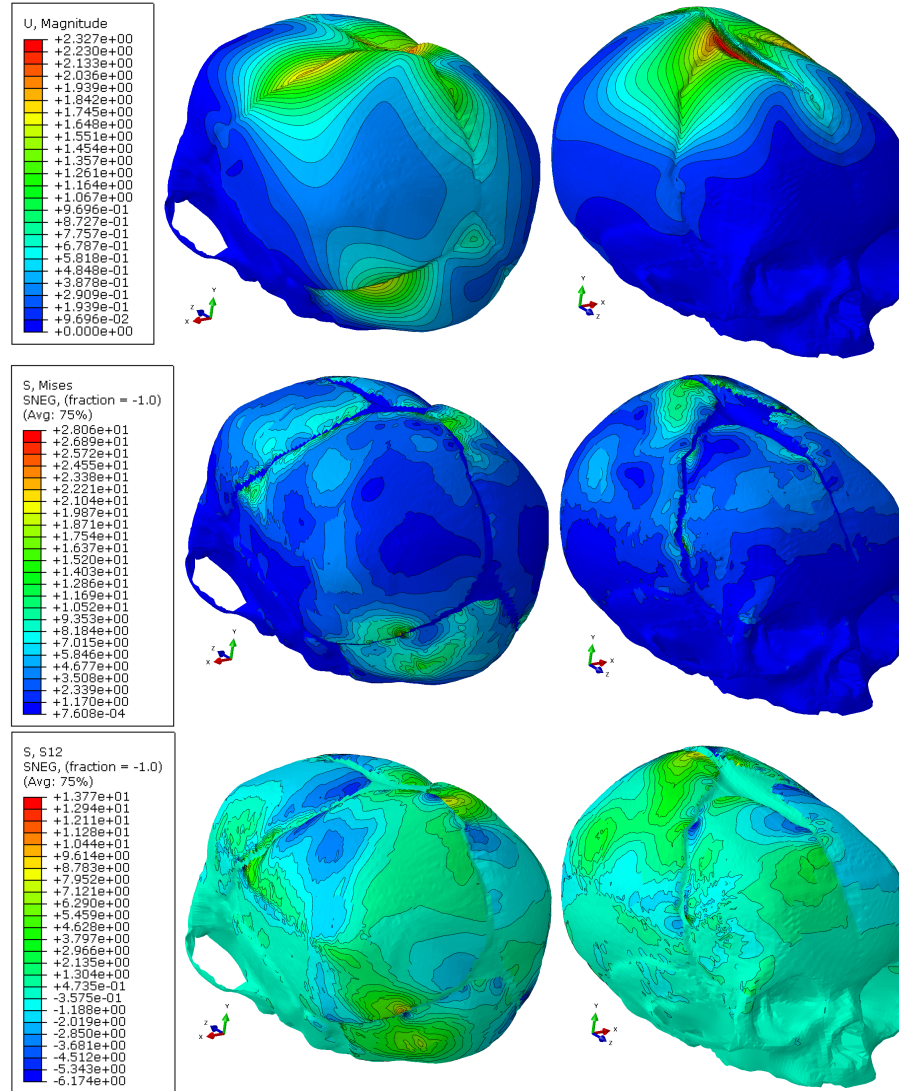 U, Magnitude
+2.327e+00
+2.230e+00
+2.133e+00
+2.036e+00
+1.939e+00
+1.842e+00
+1.745e+00
+1.648e+00
+1.551e+00
+1.454e+00
+1.357e+00
+1.261e+00
+1.164e+00
+1.067e+00
+9.696e-01
+8.727e-01
+7.757e-01
+6.787e-01
+5.818e-01
+4.848e-01
+3.878e-01
+2.909e-01
+1.939e-01
+9.696e-02
+0.000e+00
Y
Z
X
Y
X
Z
S, Mises
SNEG, (fraction = -1.0)
(Avg: 75%)
+2.806e+01
+2.689e+01
+2.572e+01
+2.455e+01
+2.338e+01
+2.221e+01
+2.104e+01
+1.987e+01
+1.871e+01
+1.754e+01
+1.637e+01
+1.520e+01
+1.403e+01
+1.286e+01
+1.169e+01
+1.052e+01
+9.353e+00
+8.184e+00
+7.015e+00
+5.846e+00
+4.677e+00
+3.508e+00
+2.339e+00
+1.170e+00
+7.608e-04
Y
Z
X
Y
X
Z
S, S12
SNEG, (fraction = -1.0)
(Avg: 75%)
+1.377e+01
+1.294e+01
+1.211e+01
+1.128e+01
+1.044e+01
+9.614e+00
+8.783e+00
+7.952e+00
+7.121e+00
+6.290e+00
+5.459e+00
+4.628e+00
+3.797e+00
+2.966e+00
+2.135e+00
+1.304e+00
+4.735e-01
-3.575e-01
-1.188e+00
-2.019e+00
-2.850e+00
-3.681e+00
-4.512e+00
-5.343e+00
-6.174e+00
Y
Z
X
Y
X
Z